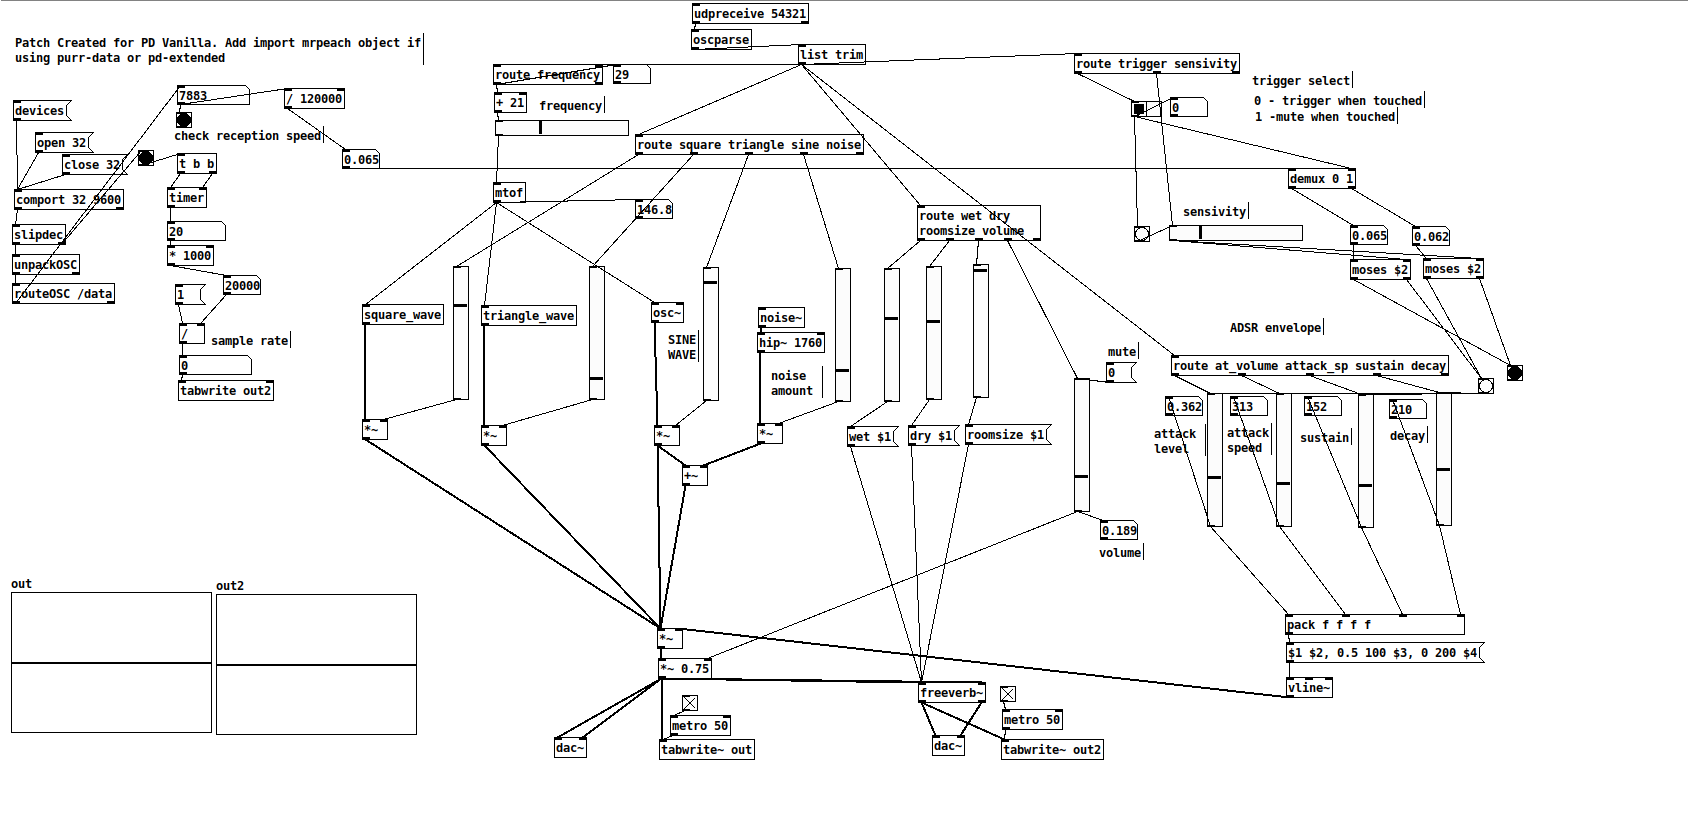 udpreceive 54321
oscparse
Patch Created for PD Vanilla. Add import mrpeach object if
using purr-data or pd-extended
list trim
route frequency
29
route trigger sensivity
trigger select
0 - trigger when touched
1 -mute when touched
7883
/ 120000
devices
+ 21
frequency
0
check reception speed
open 32
close 32
t b b
0.065
route square triangle sine noise
comport 32 9600
timer
mtof
146.8
demux 0 1
slipdec
20
route wet dry
roomsize volume
sensivity
0.065
0.062
unpackOSC
* 1000
moses $2
moses $2
routeOSC /data
1
20000
square_wave
triangle_wave
osc~
noise~
/
sample rate
SINE
WAVE
hip~ 1760
ADSR envelope
0
noise
amount
mute
0
route at_volume attack_sp sustain decay
tabwrite out2
0.362
313
152
210
*~
*~
*~
*~
wet $1
dry $1
roomsize $1
attack
level
attack
speed
sustain
decay
+~
0.189
volume
out
out2
pack f f f f
*~
$1 $2, 0.5 100 $3, 0 200 $4
*~ 0.75
vline~
freeverb~
metro 50
metro 50
dac~
tabwrite~ out
dac~
tabwrite~ out2